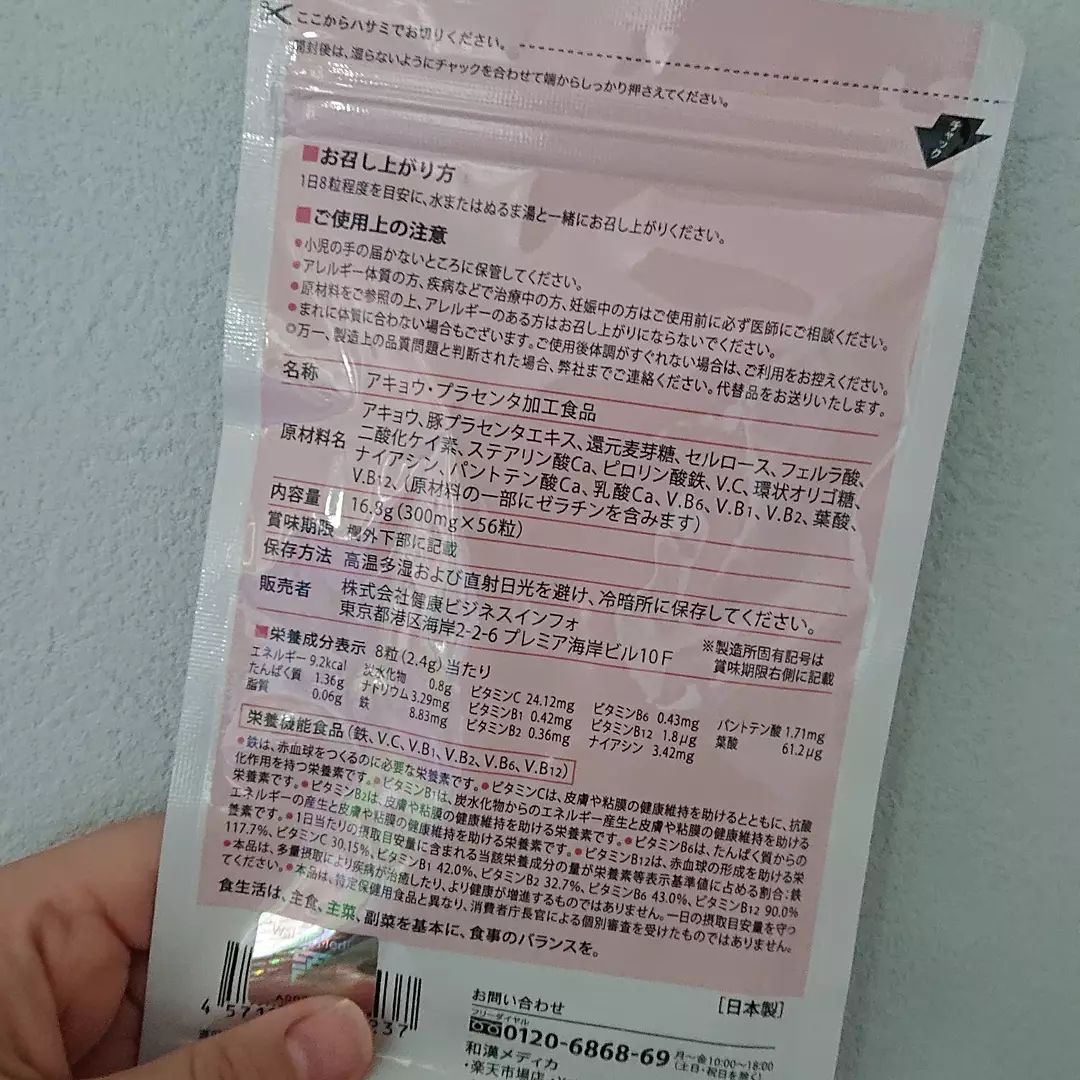 ここからハサミでお切りください。
開封後は、湿らないようにチャックを合わせて端からしっかり押さえてください。
チャック
■お召し上がり方
1日8粒程度を目安に、水またはぬるま湯と一緒にお召し上がりください。
■ご使用上の注意
●小児の手の届かないところに保管してください。
●アレルギー体質の方、疾病などで治療中の方、妊娠中の方はご使用前に必ず医師にご相談ください。
●原材料をご参照の上、アレルギーのある方はお召し上がりにならないでください。
●まれに体質に合わない場合もございます。ご使用後体調がすぐれない場合は、ご利用をお控えください。
◎万一、製造上の品質問題と判断された場合、弊社までご連絡ください。代替品をお送りいたします。
名称 アキョウ・プラセンタ加工食品
原材料名 アキョウ、豚プラセンタエキス、還元麦芽糖、セルロース、フェルラ酸、
二酸化ケイ素、ステアリン酸Ca、ピロリン酸鉄、V.C、環状オリゴ糖、
ナイアシン、パントテン酸Ca、乳酸Ca、V.B6、V.B1、V.B2、葉酸、
V.B12、(原材料の一部にゼラチンを含みます)
内容量 16.8g(300mg×56粒)
賞味期限 欄外下部に記載
保存方法 高温多湿および直射日光を避け、冷暗所に保存してください。
販売者 株式会社健康ビジネスインフォ
東京都港区海岸2-2-6 プレミア海岸ビル10F
※製造所固有記号は
賞味期限右側に記載
■栄養成分表示 8粒(2.4g)当たり
エネルギー 9.2kcal 炭水化物 0.8g ビタミンC 24.12mg ビタミンB6 0.43mg パントテン酸 1.71mg
たんぱく質 1.36g ナトリウム 3.29mg ビタミンB1 0.42mg ビタミンB12 1.8μg 葉酸 61.2μg
脂質 0.06g 鉄 8.83mg ビタミンB2 0.36mg ナイアシン 3.42mg
栄養機能食品(鉄、V.C、V.B1、V.B2、V.B6、V.B12)
●鉄は、赤血球をつくるのに必要な栄養素です。●ビタミンCは、皮膚や粘膜の健康維持を助けるとともに、抗酸
化作用を持つ栄養素です。●ビタミンB1は、炭水化物からのエネルギー産生と皮膚や粘膜の健康維持を助ける
栄養素です。●ビタミンB2は、皮膚や粘膜の健康維持を助ける栄養素です。●ビタミンB6は、たんぱく質からの
エネルギーの産生と皮膚や粘膜の健康維持を助ける栄養素です。●ビタミンB12は、赤血球の形成を助ける栄
養素です。●1日当たりの摂取目安量に含まれる当該栄養成分の量が栄養素等表示基準値に占める割合:鉄
117.7%、ビタミンC 30.15%、ビタミンB1 42.0%、ビタミンB2 32.7%、ビタミンB6 43.0%、ビタミンB12 90.0%
●本品は、多量摂取により疾病が治癒したり、より健康が増進するものではありません。一日の摂取目安量を守っ
てください。●本品は、特定保健用食品と異なり、消費者庁長官による個別審査を受けたものではありません。
食生活は、主食、主菜、副菜を基本に、食事のバランスを。
[日本製]
お問い合わせ
フリーダイヤル
0120-6868-69 月〜金10:00〜18:00
(土日・祝日を除く)
和漢メディカ
・楽天市場店